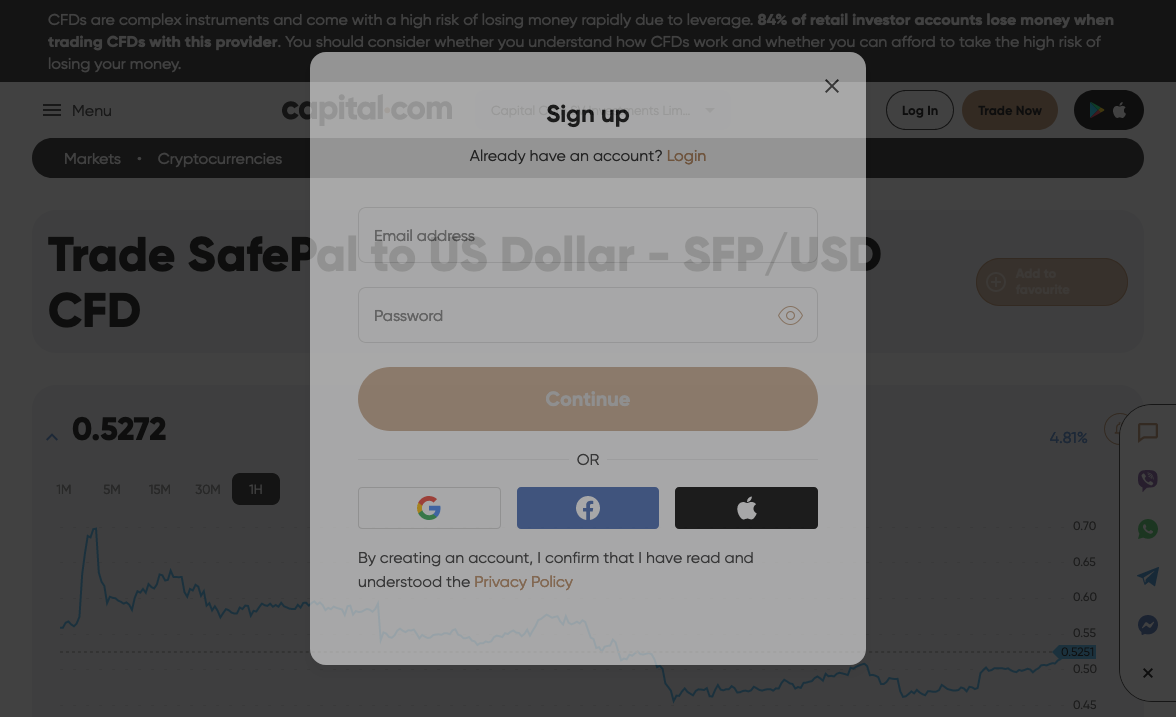 CFDs are complex instruments and come with a high risk of losing money rapidly due to leverage. 84% of retail investor accounts lose money when
trading CFDs with this provider. You should consider whether you understand how CFDs work and whether you can afford to take the high risk of
losing your money.
Menu
capital.com
Log In
Trade Now
Markets
Cryptocurrencies
Sign up
Already have an account? Login
Email address
Password
Continue
OR
By creating an account, I confirm that I have read and
understood the Privacy Policy
Trade SafePal to US Dollar - SFP/USD
CFD
Add to
favourite
0.5272
4.81%
1M 5M 15M 30M 1H
0.70
0.65
0.60
0.55
0.5251
0.50
0.45